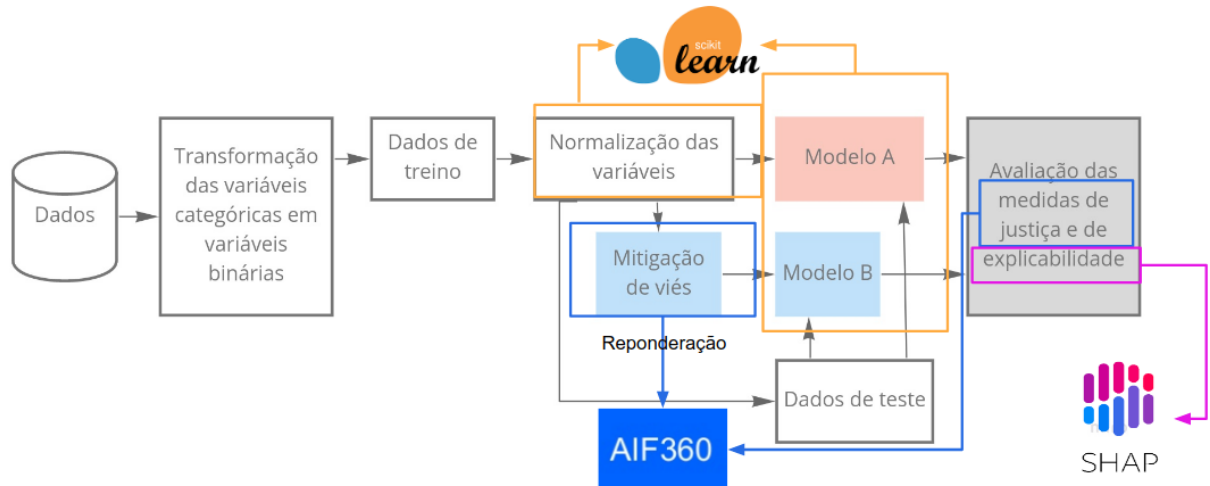 scikit
learn
Dados
Transformação
das variáveis
categóricas em
variáveis
binárias
Dados de
treino
Normalização das
variáveis
Modelo A
Avaliação das
medidas de
justiça e de
explicabilidade
Mitigação
de viés
Modelo B
Reponderação
Dados de teste
AIF360
SHAP